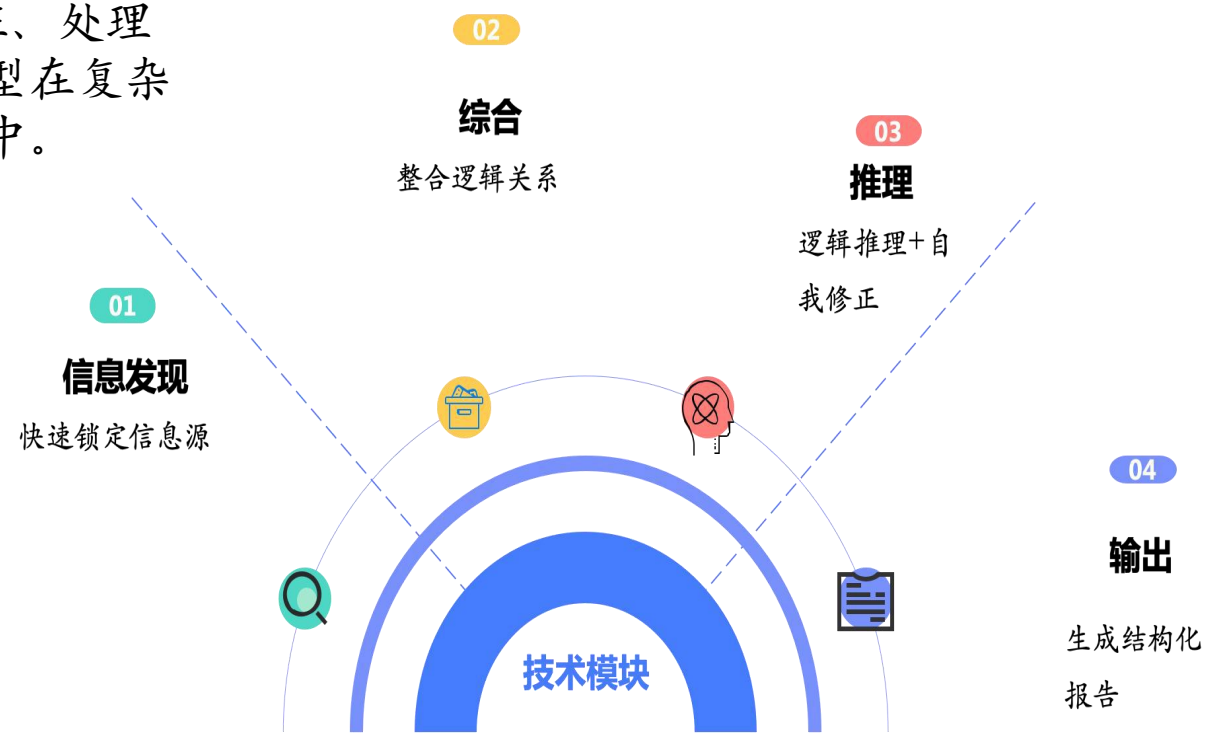 、处理
型在复杂
中。
02
综合
整合逻辑关系
03
推理
逻辑推理+自
我修正
01
信息发现
快速锁定信息源
04
输出
生成结构化
报告
技术模块